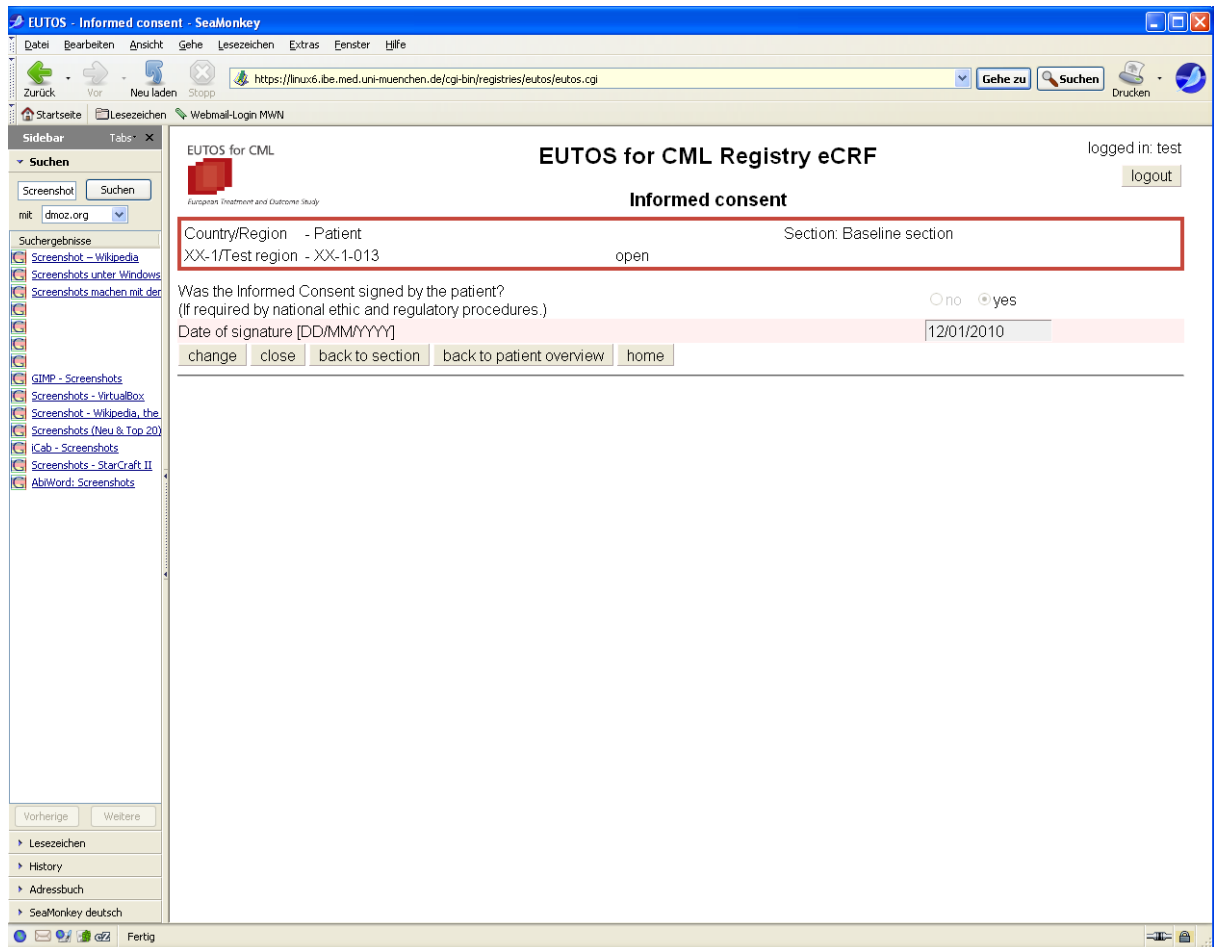 EUTOS - Informed consent - SeaMonkey
Datei Bearbeiten Ansicht Gehe Lesezeichen Extras Fenster Hilfe
https://linux6.ibe.med.uni-muenchen.de/cgi-bin/registries/eutos/eutos.cgi Gehe zu Suchen
Zurück Vor Neu laden Stopp Drucken
Startseite Lesezeichen Webmail-Login MWN
Sidebar Tabs X
Suchen
Screenshot Suchen
mit dmoz.org
Suchergebnisse
Screenshot – Wikipedia
Screenshots unter Windows
Screenshots machen mit der
GIMP - Screenshots
Screenshots - VirtualBox
Screenshot - Wikipedia, the
Screenshots (Neu & Top 20)
iCab - Screenshots
Screenshots - StarCraft II
AbiWord: Screenshots
Vorherige Weitere
Lesezeichen
History
Adressbuch
SeaMonkey deutsch
EUTOS for CML
European Treatment and Outcome Study
EUTOS for CML Registry eCRF
logged in: test
logout
Informed consent
Country/Region - Patient Section: Baseline section
XX-1/Test region - XX-1-013 open
Was the Informed Consent signed by the patient?
(If required by national ethic and regulatory procedures.) no yes
Date of signature [DD/MM/YYYY] 12/01/2010
change close back to section back to patient overview home
Fertig